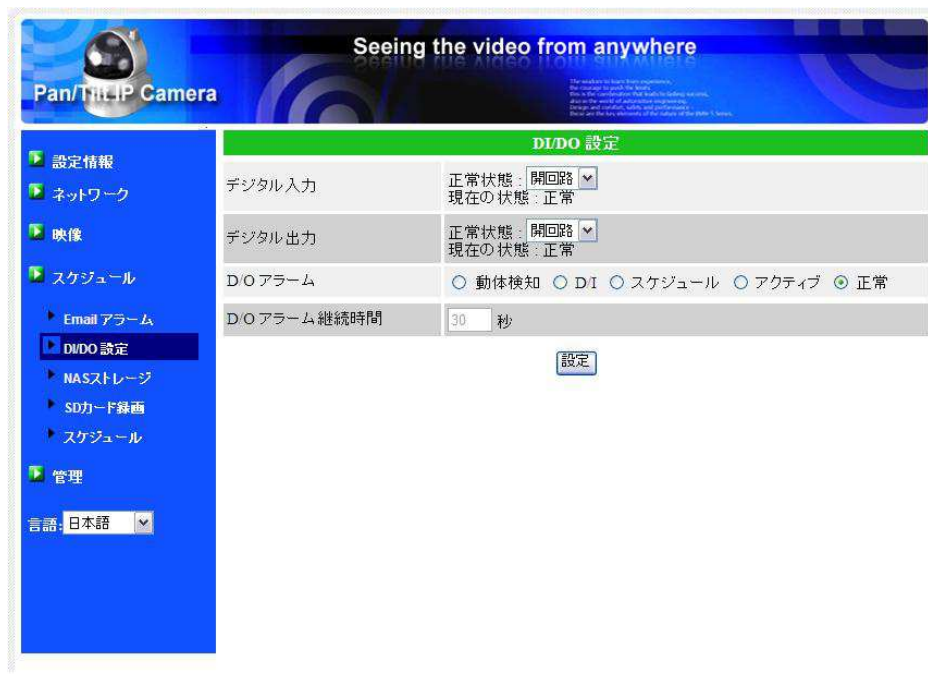 Seeing the video from anywhere
Pan/Tilt IP Camera
設定情報
ネットワーク
映像
スケジュール
Email アラーム
DI/DO 設定
NASストレージ
SDカード録画
スケジュール
管理
言語: 日本語
DI/DO 設定
デジタル入力
正常状態 : 開回路
現在の状態 : 正常
デジタル出力
正常状態 : 開回路
現在の状態 : 正常
D/O アラーム
動体検知 D/I スケジュール アクティブ 正常
D/O アラーム継続時間
30 秒
設定